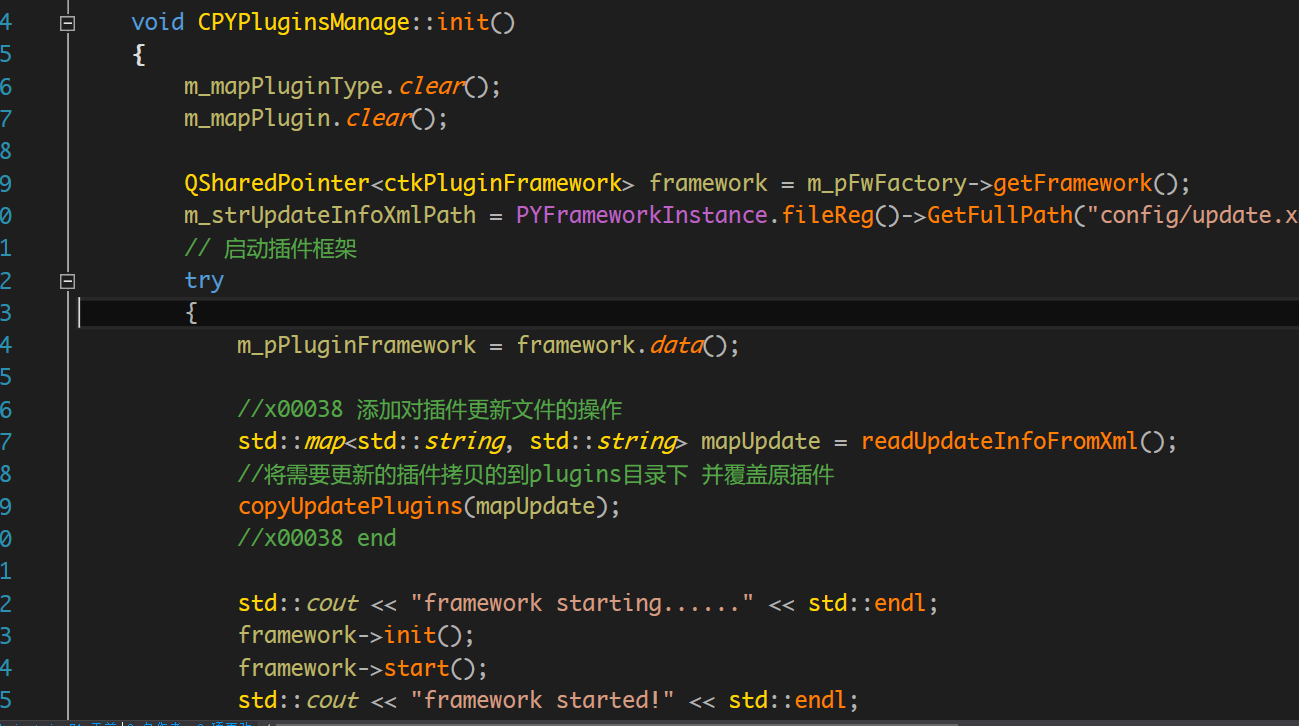 4 void CPYPluginsManage::init()
5 {
6 m_mapPluginType.clear();
7 m_mapPlugin.clear();
8
9 QSharedPointer<ctkPluginFramework> framework = m_pFwFactory->getFramework();
0 m_strUpdateInfoXmlPath = PYFrameworkInstance.fileReg()->GetFullPath("config/update.x
1 // 启动插件框架
2 try
3 {
4 m_pPluginFramework = framework.data();
5
6 //x00038 添加对插件更新文件的操作
7 std::map<std::string, std::string> mapUpdate = readUpdateInfoFromXml();
8 //将需要更新的插件拷贝的到plugins目录下 并覆盖原插件
9 copyUpdatePlugins(mapUpdate);
0 //x00038 end
1
2 std::cout << "framework starting......" << std::endl;
3 framework->init();
4 framework->start();
5 std::cout << "framework started!" << std::endl;